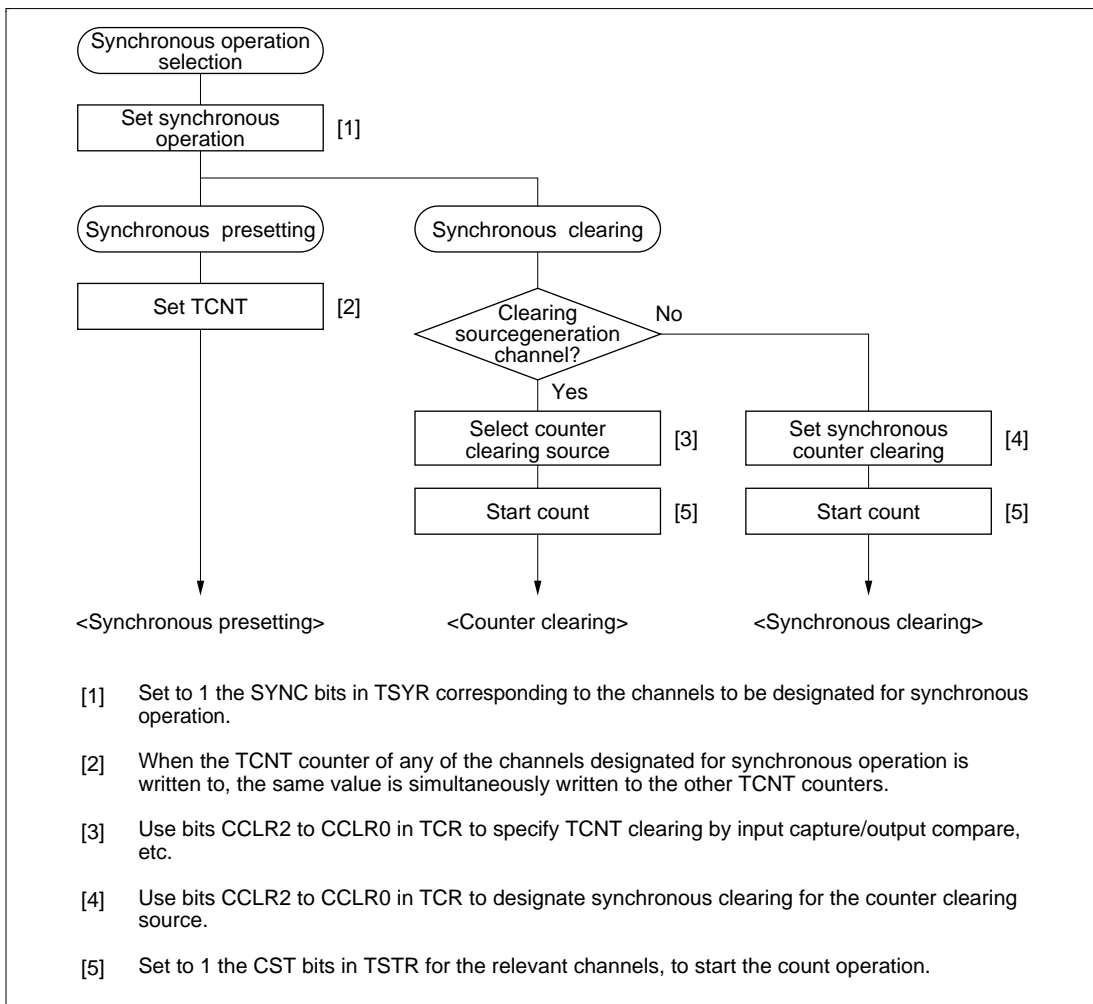 Synchronous operation
selection
Set synchronous
operation
[1]
Synchronous presetting
Synchronous clearing
Set TCNT
[2]
Clearing
sourcegeneration
channel?
No
Yes
Select counter
clearing source
[3]
Set synchronous
counter clearing
[4]
Start count
[5]
Start count
[5]
<Synchronous presetting>
<Counter clearing>
<Synchronous clearing>
[1] Set to 1 the SYNC bits in TSYR corresponding to the channels to be designated for synchronous
operation.
[2] When the TCNT counter of any of the channels designated for synchronous operation is
written to, the same value is simultaneously written to the other TCNT counters.
[3] Use bits CCLR2 to CCLR0 in TCR to specify TCNT clearing by input capture/output compare,
etc.
[4] Use bits CCLR2 to CCLR0 in TCR to designate synchronous clearing for the counter clearing
source.
[5] Set to 1 the CST bits in TSTR for the relevant channels, to start the count operation.